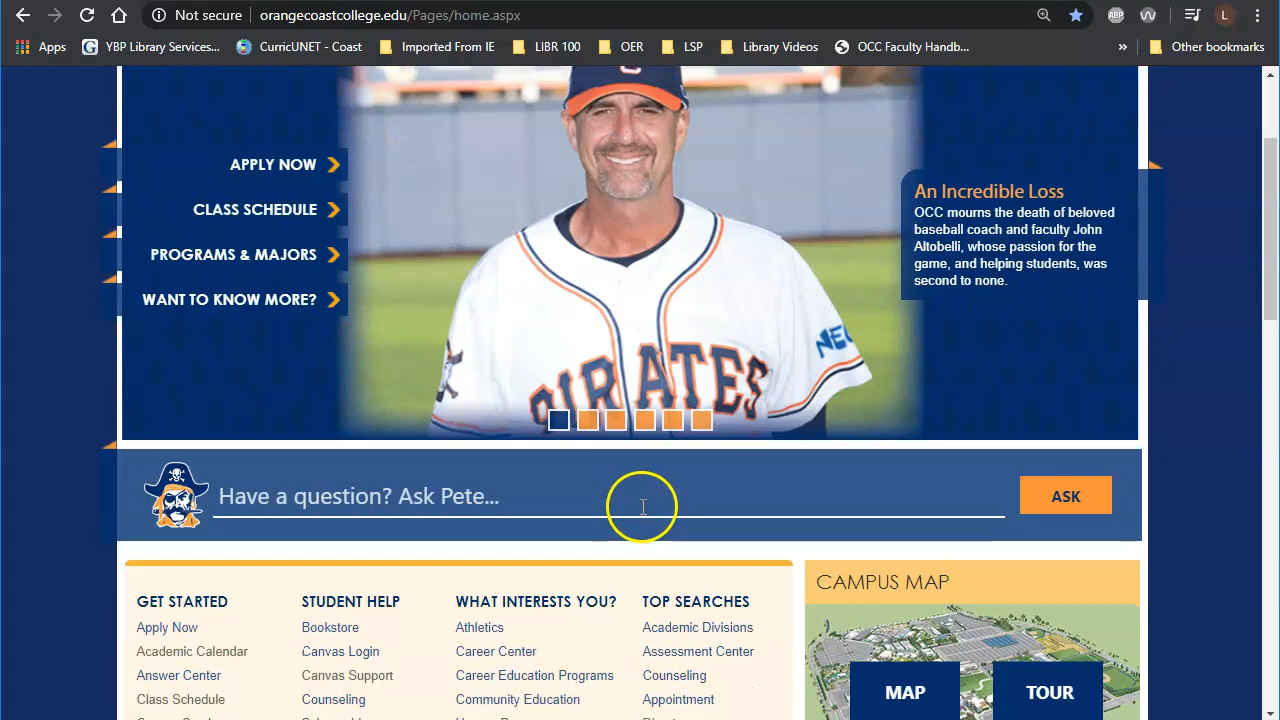 Not secure
orangecoastcollege.edu/Pages/home.aspx
ABP
L
Apps
YBP Library Services...
CurricUNET - Coast
Imported From IE
LIBR 100
OER
LSP
Library Videos
OCC Faculty Handb...
»
Other bookmarks
C
APPLY NOW
CLASS SCHEDULE
PROGRAMS & MAJORS
WANT TO KNOW MORE?
An Incredible Loss
OCC mourns the death of beloved
baseball coach and faculty John
Altobelli, whose passion for the
game, and helping students, was
second to none.
PIRATES
Have a question? Ask Pete...
ASK
GET STARTED
Apply Now
Academic Calendar
Answer Center
Class Schedule
STUDENT HELP
Bookstore
Canvas Login
Canvas Support
Counseling
WHAT INTERESTS YOU?
Athletics
Career Center
Career Education Programs
Community Education
TOP SEARCHES
Academic Divisions
Assessment Center
Counseling
Appointment
CAMPUS MAP
MAP
TOUR